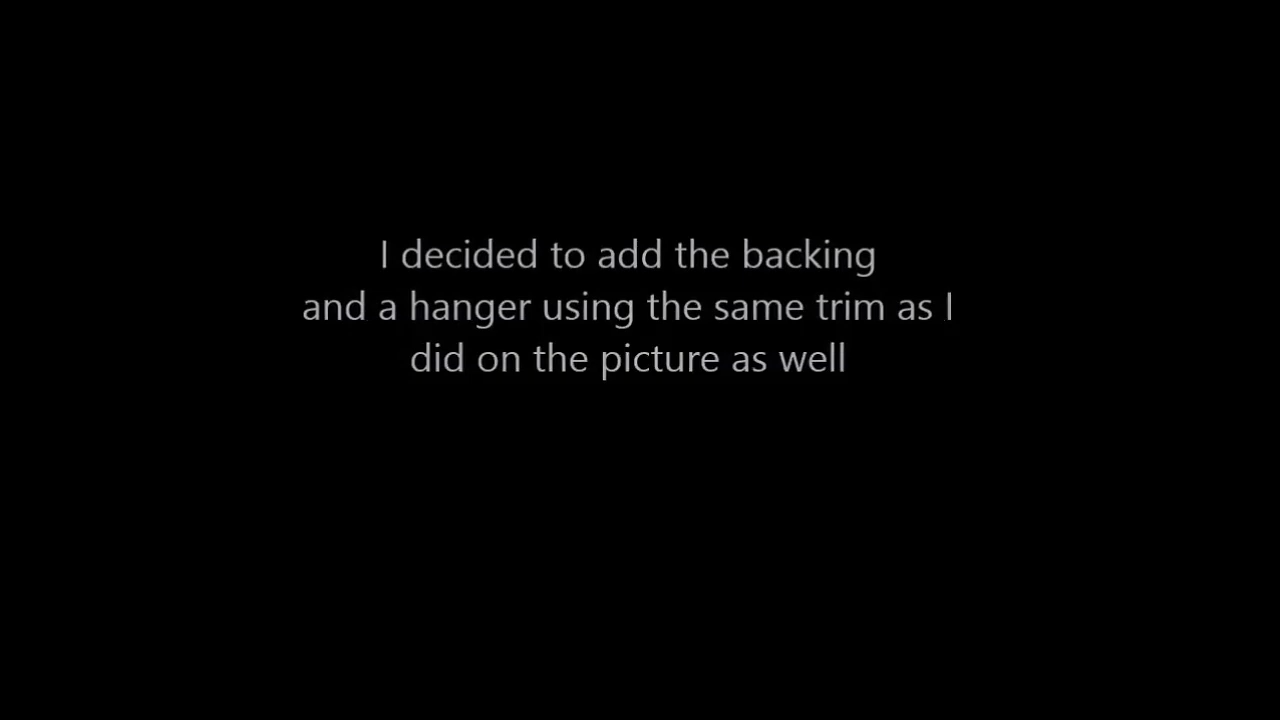 I decided to add the backing
and a hanger using the same trim as I
did on the picture as well